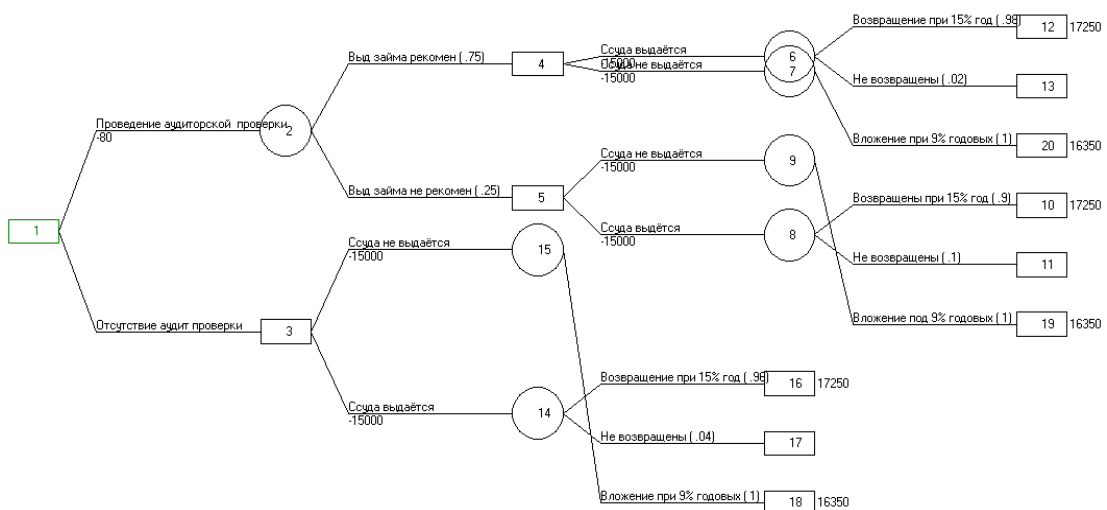 Возвращение при 15% год ( .98)
12
17250
Выд займа рекомен ( .75)
4
Ссуда выдаётся
-15000
6
Ссуда не выдаётся
-15000
7
Не возвращены ( .02)
13
Проведение аудиторской проверки
-80
2
Вложение при 9% годовых ( 1)
20
16350
Ссуда не выдаётся
-15000
9
Выд займа не рекомен ( .25)
5
Возвращены при 15% год ( .9)
10
17250
1
Ссуда выдётся
-15000
8
Ссуда не выдаётся
-15000
15
Не возвращены ( .1)
11
Отсутствие аудит проверки
3
Вложение под 9% годовых ( 1)
19
16350
Возвращение при 15% год ( .96)
16
17250
Ссуда выдаётся
-15000
14
Не возвращены ( .04)
17
Вложение при 9% годовых ( 1)
18
16350